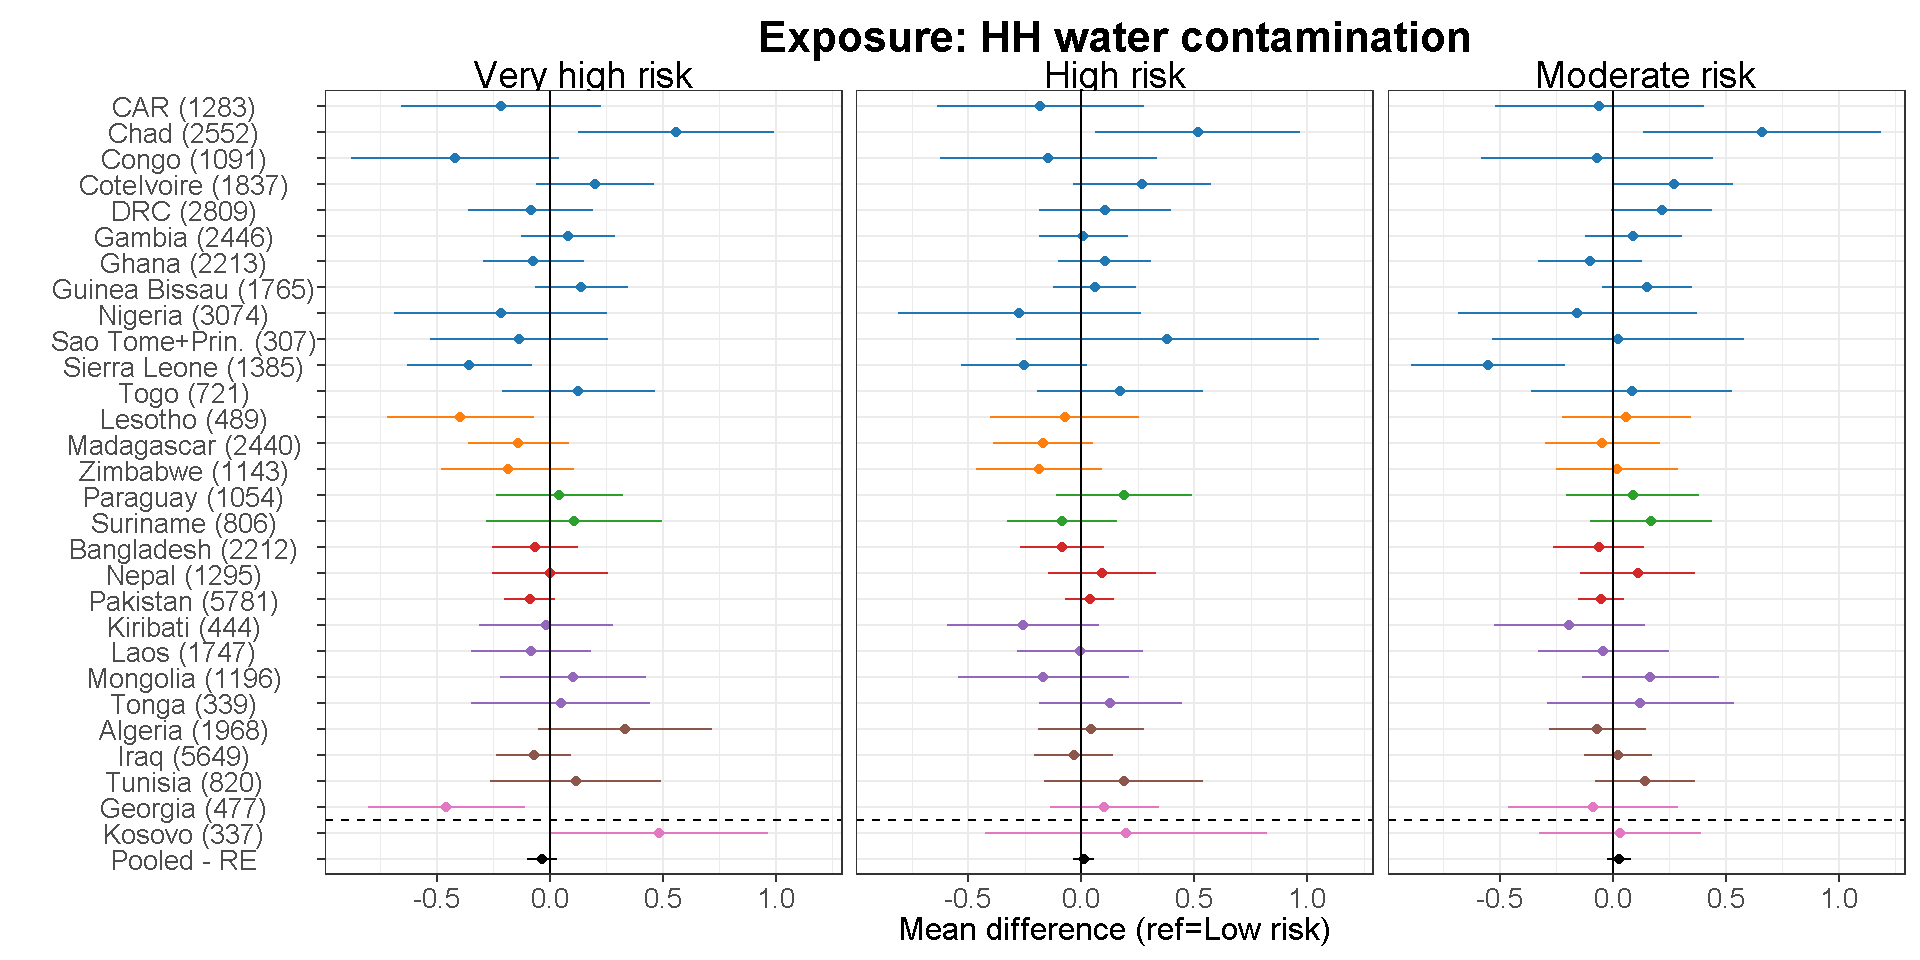 Exposure: HH water contamination
Very high risk
High risk
Moderate risk
CAR (1283)
Chad (2552)
Congo (1091)
CoteIvoire (1837)
DRC (2809)
Gambia (2446)
Ghana (2213)
Guinea Bissau (1765)
Nigeria (3074)
Sao Tome+Prin. (307)
Sierra Leone (1385)
Togo (721)
Lesotho (489)
Madagascar (2440)
Zimbabwe (1143)
Paraguay (1054)
Suriname (806)
Bangladesh (2212)
Nepal (1295)
Pakistan (5781)
Kiribati (444)
Laos (1747)
Mongolia (1196)
Tonga (339)
Algeria (1968)
Iraq (5649)
Tunisia (820)
Georgia (477)
Kosovo (337)
Pooled - RE
-0.5 0.0 0.5 1.0
-0.5 0.0 0.5 1.0
-0.5 0.0 0.5 1.0
Mean difference (ref=Low risk)